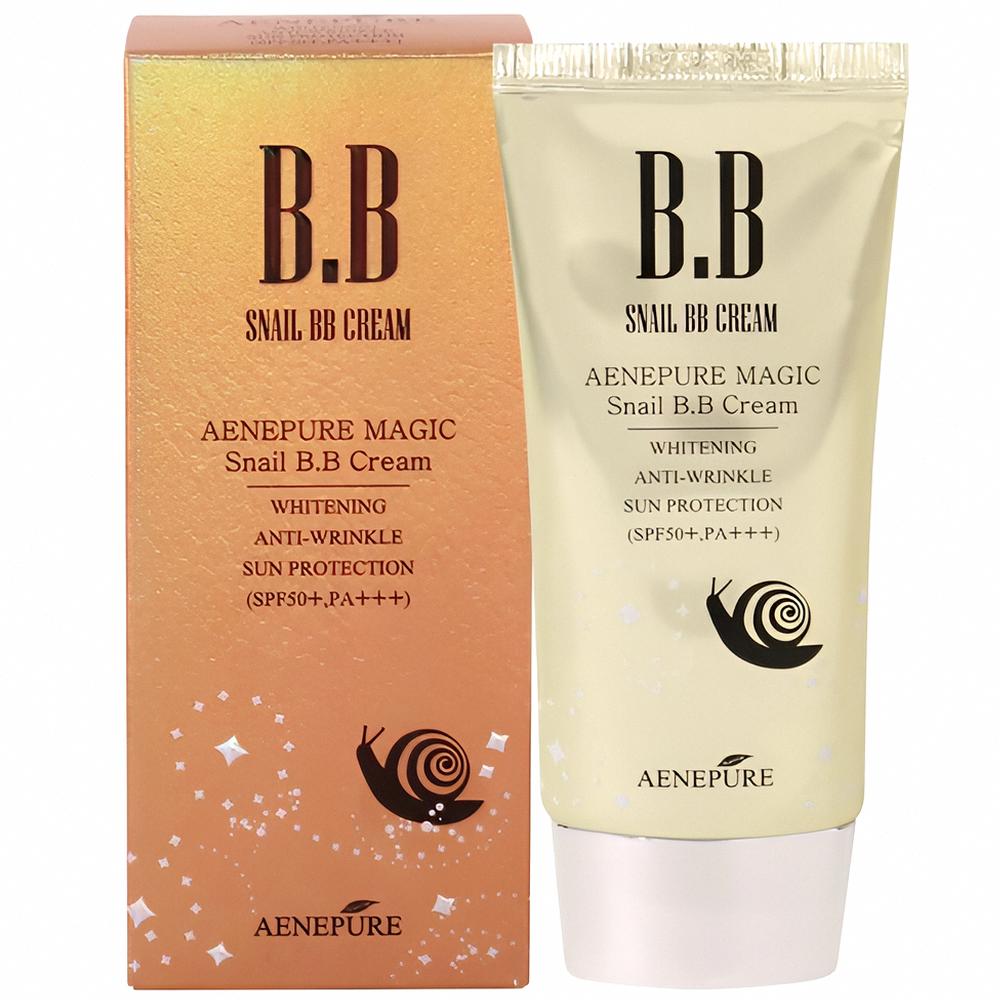 AENEPURE
B.B
SNAIL BB CREAM
AENEPURE MAGIC
Snail B.B Cream
WHITENING
ANTI-WRINKLE
SUN PROTECTION
(SPF50+,PA+++)
AENEPURE
B.B
SNAIL BB CREAM
AENEPURE MAGIC
Snail B.B Cream
WHITENING
ANTI-WRINKLE
SUN PROTECTION
(SPF50+,PA+++)
AENEPURE